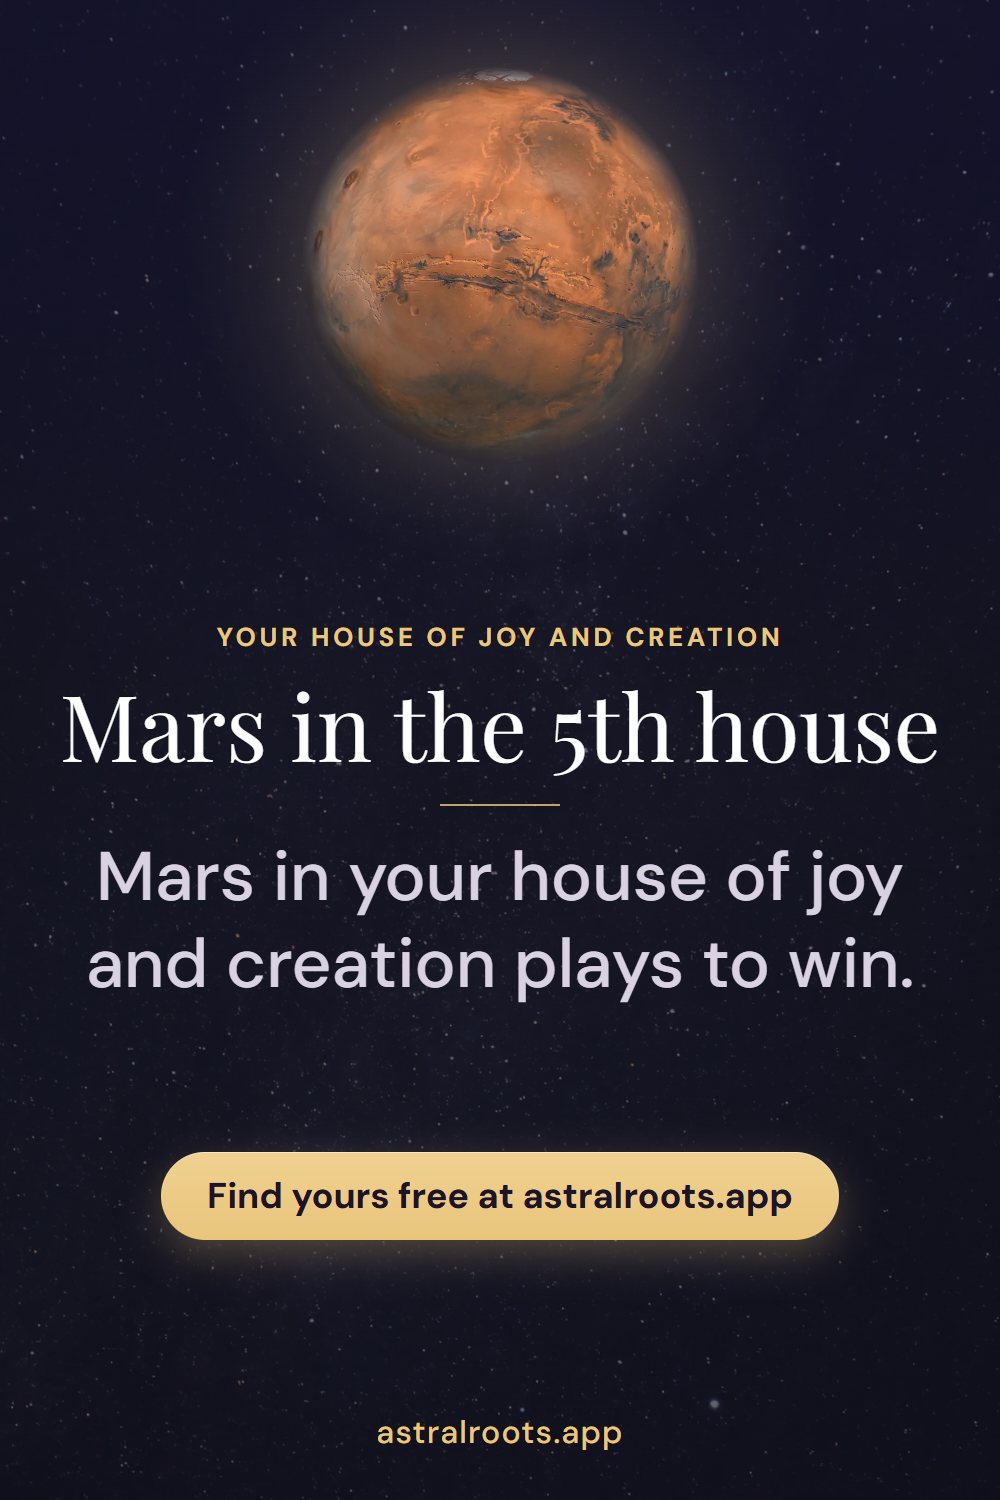 YOUR HOUSE OF JOY AND CREATION
Mars in the 5th house
Mars in your house of joy
and creation plays to win.
Find yours free at astralroots.app
astralroots.app